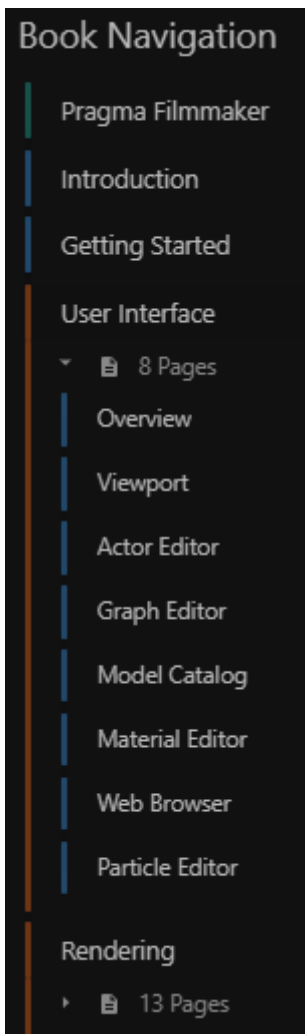 Book Navigation
Pragma Filmmaker
Introduction
Getting Started
User Interface
8 Pages
Overview
Viewport
Actor Editor
Graph Editor
Model Catalog
Material Editor
Web Browser
Particle Editor
Rendering
13 Pages